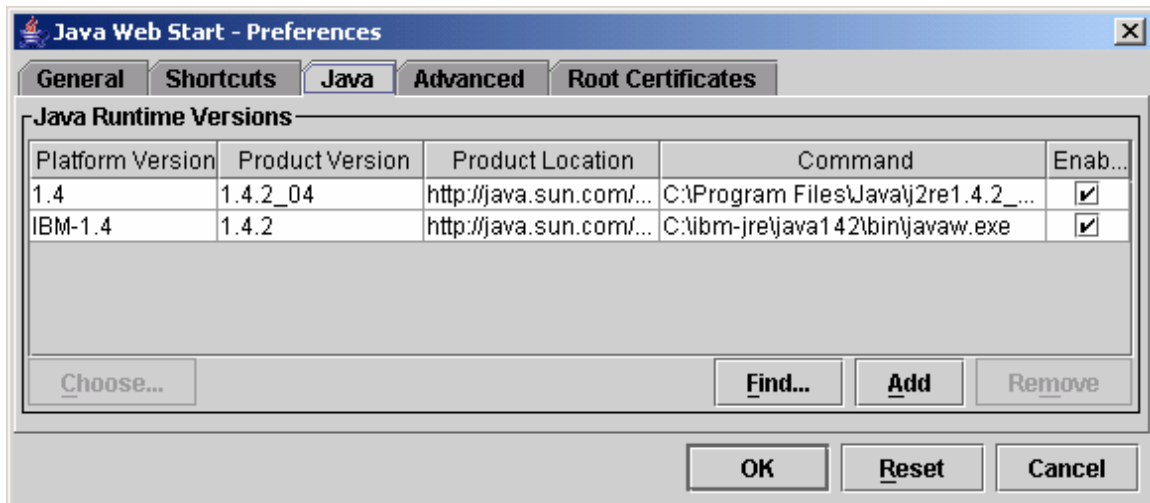 Java Web Start - Preferences
General Shortcuts Java Advanced Root Certificates
Java Runtime Versions
Platform Version Product Version Product Location Command Enab...
1.4 1.4.2_04 http://java.sun.com/... C:\Program Files\Java\j2re1.4.2_...
IBM-1.4 1.4.2 http://java.sun.com/... C:\ibm-jre\java142\bin\javaw.exe
Choose... Find... Add Remove
OK Reset Cancel